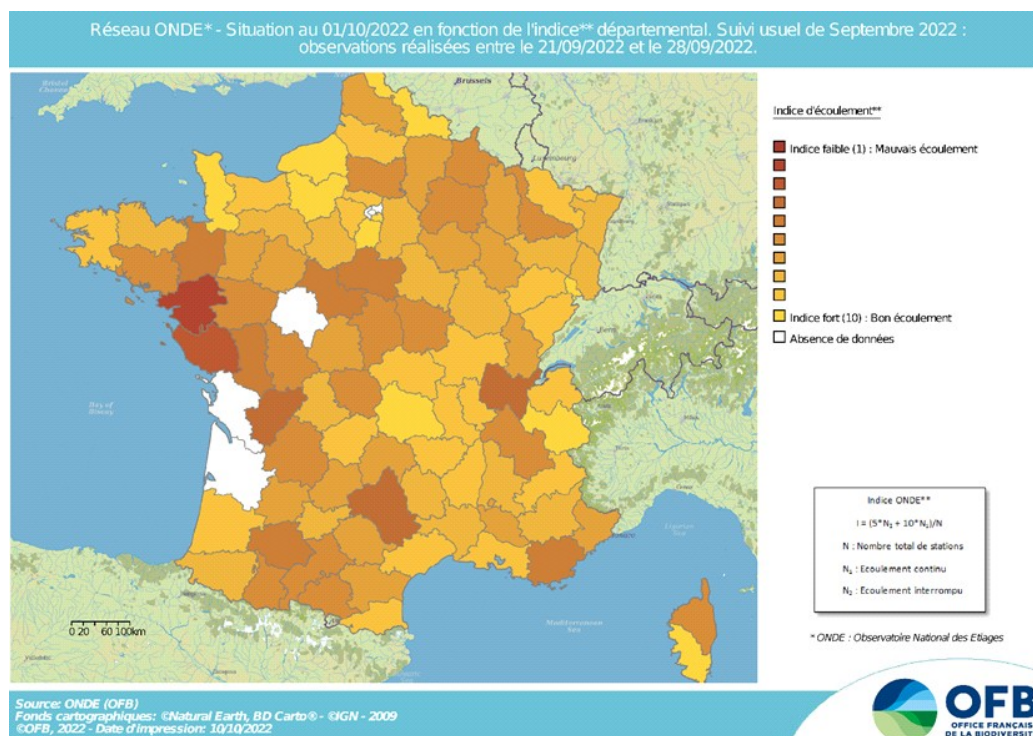 Réseau ONDE* - Situation au 01/10/2022 en fonction de l'indice** départemental. Suivi usuel de Septembre 2022 :
observations réalisées entre le 21/09/2022 et le 28/09/2022.
Brussels
Luxembourg
Bay of
Biscay
Mediterranean
Sea
0 20 60 100km
Indice d'écoulement**
Indice faible (1) : Mauvais écoulement
Indice fort (10) : Bon écoulement
Absence de données
Indice ONDE**
I = (5*N₂ + 10*N₁)/N
N : Nombre total de stations
N₁ : Ecoulement continu
N₂ : Ecoulement interrompu
* ONDE : Observatoire National des Etiages
Source: ONDE (OFB)
Fonds cartographiques: ©Natural Earth, BD Carto® - ©IGN - 2009
©OFB, 2022 - Date d'impression: 10/10/2022
OFB
OFFICE FRANÇAIS
DE LA BIODIVERSITÉ